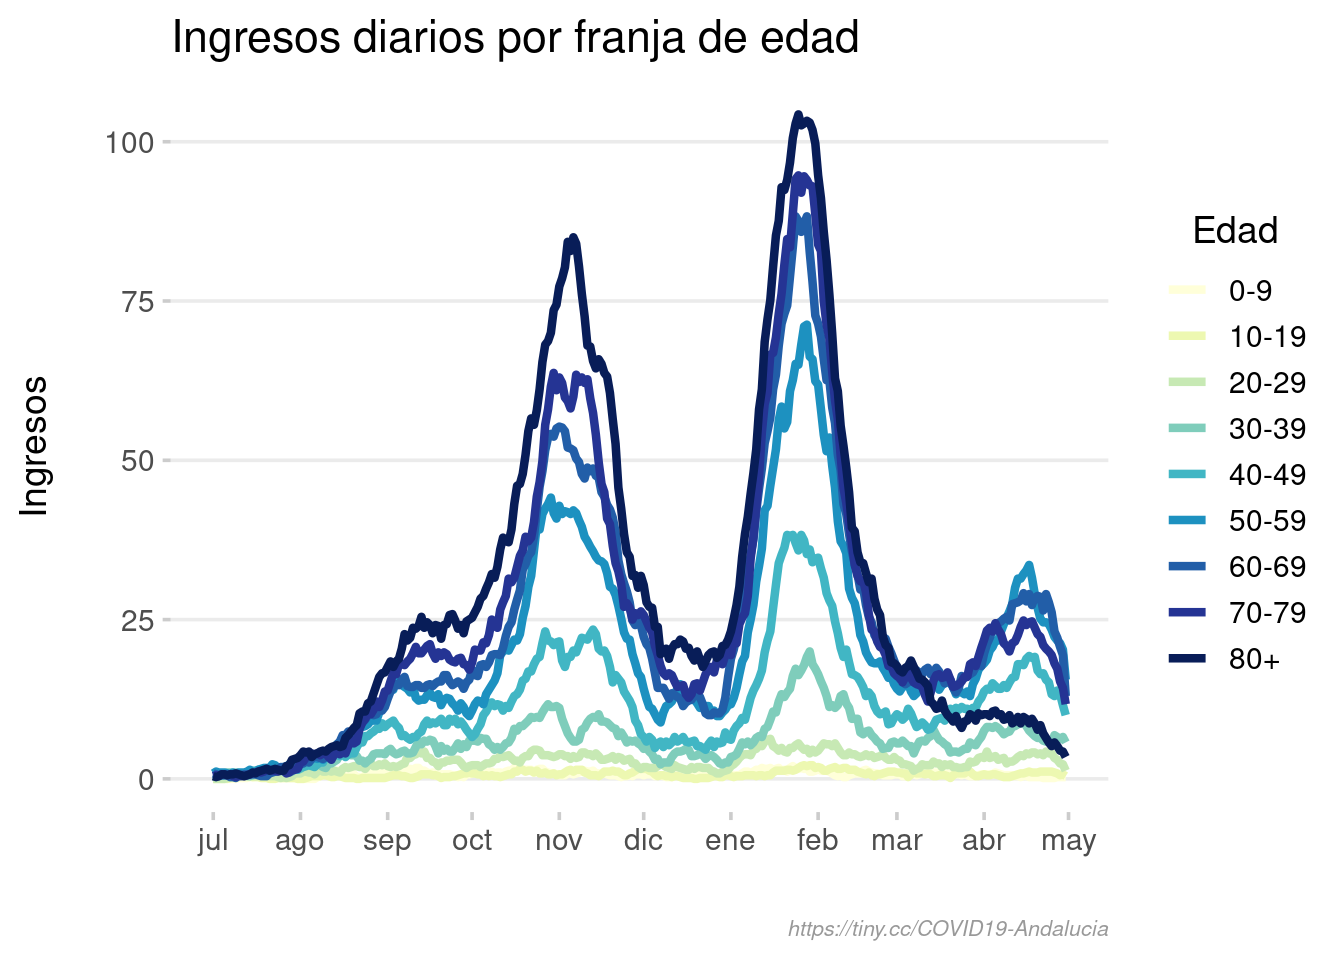 Ingresos diarios por franja de edad
Ingresos
100
75
50
25
0
jul ago sep oct nov dic ene feb mar abr may
Edad
0-9
10-19
20-29
30-39
40-49
50-59
60-69
70-79
80+
https://tiny.cc/COVID19-Andalucia